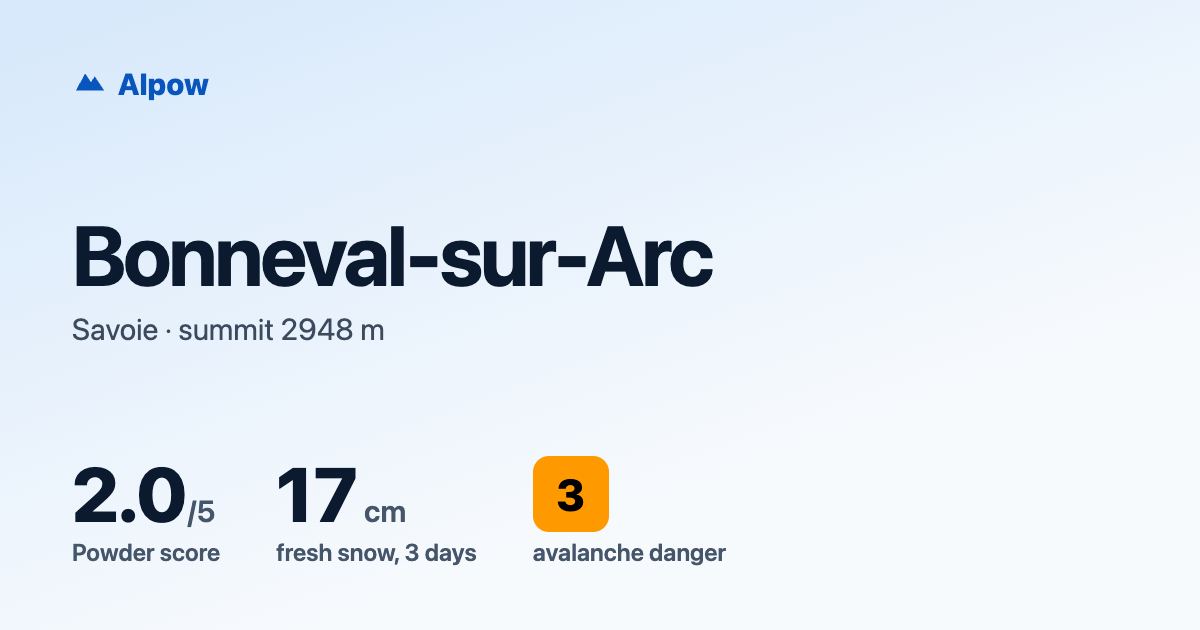 Alpow
Bonneval-sur-Arc
Savoie · summit 2948 m
2.0/5 17 cm 3
Powder score fresh snow, 3 days avalanche danger